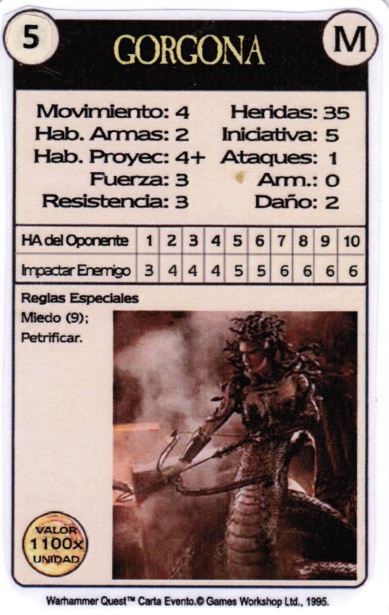 5
GORGONA
M
Movimiento: 4 Heridas: 35
Hab. Armas: 2 Iniciativa: 5
Hab. Proyec: 4+ Ataques: 1
Fuerza: 3 Arm.: 0
Resistencia: 3 Daño: 2
HA del Oponente 1 2 3 4 5 6 7 8 9 10
Impactar Enemigo 3 4 4 4 5 5 6 6 6 6
Reglas Especiales
Miedo (9);
Petrificar.
VALOR
1100x
UNIDAD
Warhammer Quest™ Carta Evento.© Games Workshop Ltd., 1995.